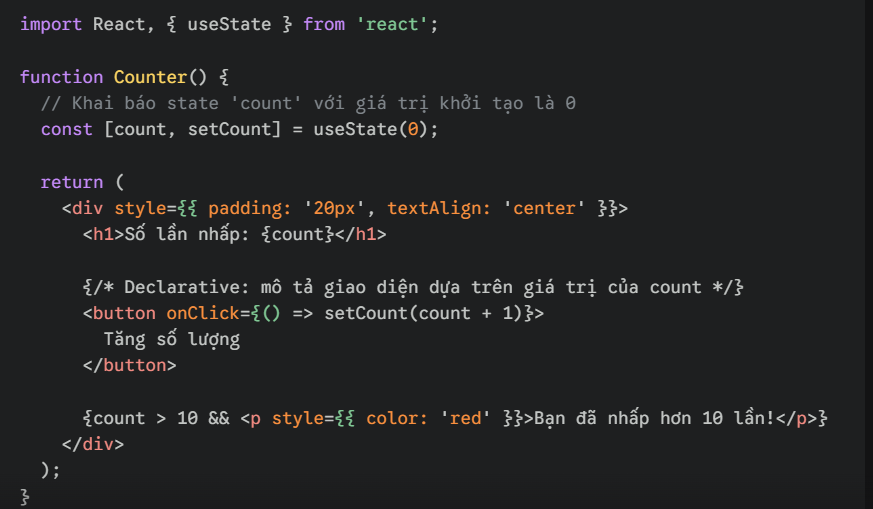 import React, { useState } from 'react';

function Counter() {
  // Khai báo state 'count' với giá trị khởi tạo là 0
  const [count, setCount] = useState(0);

  return (
    <div style={{ padding: '20px', textAlign: 'center' }}>
      <h1>Số lần nhấp: {count}</h1>

      {/* Declarative: mô tả giao diện dựa trên giá trị của count */}
      <button onClick={() => setCount(count + 1)}>
        Tăng số lượng
      </button>

      {count > 10 && <p style={{ color: 'red' }}>Bạn đã nhấp hơn 10 lần!</p>}
    </div>
  );
}